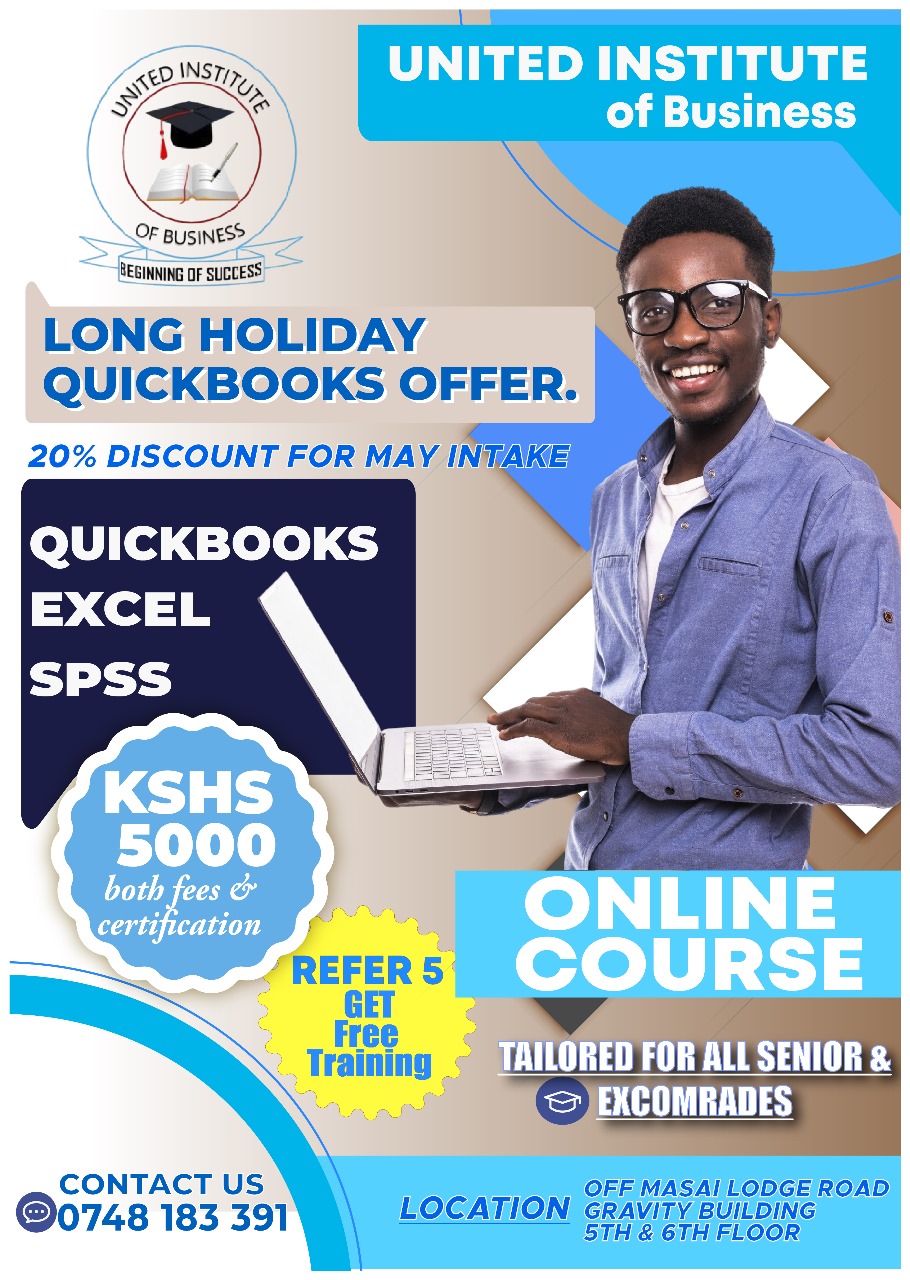 UNITED INSTITUTE
of Business
UNITED INSTITUTE
OF BUSINESS
BEGINNING OF SUCCESS
LONG HOLIDAY
QUICKBOOKS OFFER.
20% DISCOUNT FOR MAY INTAKE
QUICKBOOKS
EXCEL
SPSS
KSHS
5000
both fees &
certification
REFER 5
GET
Free
Training
ONLINE
COURSE
TAILORED FOR ALL SENIOR &
EXCOMRADES
CONTACT US
0748 183 391
LOCATION
OFF MASAI LODGE ROAD
GRAVITY BUILDING
5TH & 6TH FLOOR